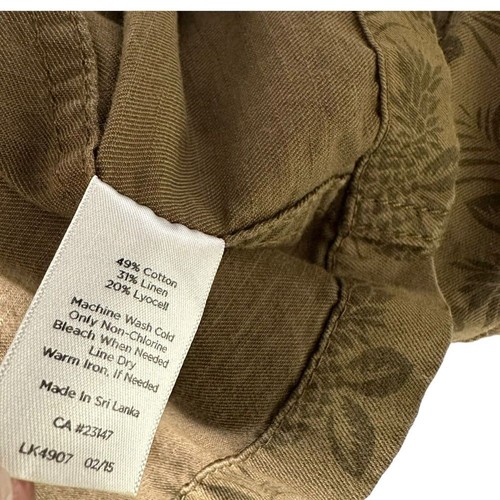 49% Cotton
31% Linen
20% Lyocell
Machine Wash Cold
Only Non-Chlorine
Bleach When Needed
Line Dry
Warm Iron, if Needed
Made In Sri Lanka
CA #23147
LK4907 02/15